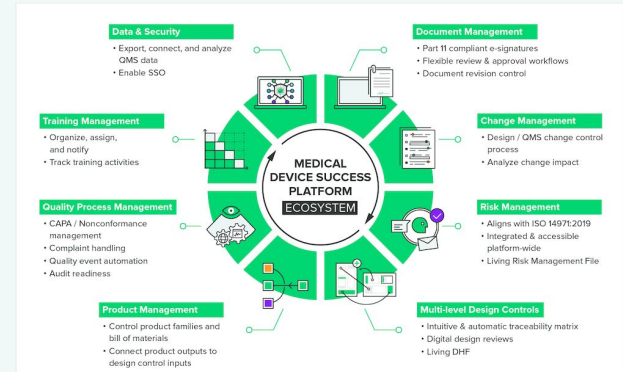 Data & Security
• Export, connect, and analyze
QMS data
• Enable SSO
Document Management
• Part 11 compliant e-signatures
• Flexible review & approval workflows
• Document revision control
Training Management
• Organize, assign,
and notify
• Track training activities
Change Management
• Design / QMS change control
process
• Analyze change impact
MEDICAL
DEVICE SUCCESS
PLATFORM
ECOSYSTEM
Quality Process Management
• CAPA / Nonconformance
management
• Complaint handling
• Quality event automation
• Audit readiness
Risk Management
• Aligns with ISO 14971:2019
• Integrated & accessible
platform-wide
• Living Risk Management File
Product Management
• Control product families and
bill of materials
• Connect product outputs to
design control inputs
Multi-level Design Controls
• Intuitive & automatic traceability matrix
• Digital design reviews
• Living DHF